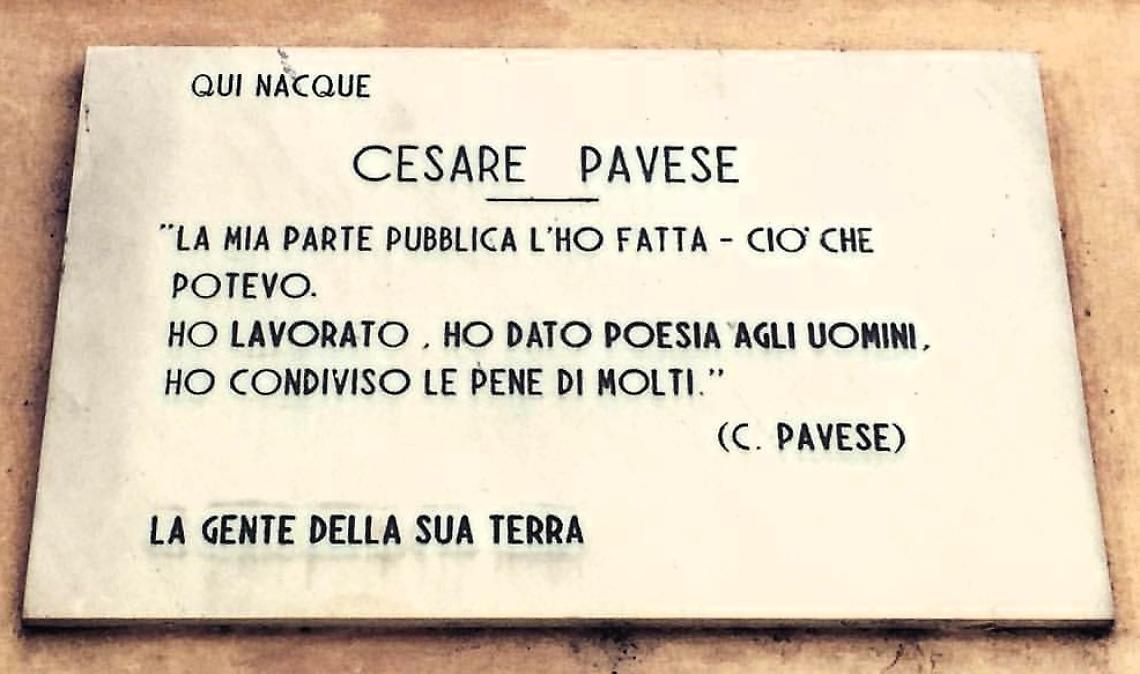 QUI NACQUE
CESARE PAVESE
"LA MIA PARTE PUBBLICA L'HO FATTA - CIO' CHE
POTEVO.
HO LAVORATO, HO DATO POESIA AGLI UOMINI,
HO CONDIVISO LE PENE DI MOLTI."
(C. PAVESE)
LA GENTE DELLA SUA TERRA